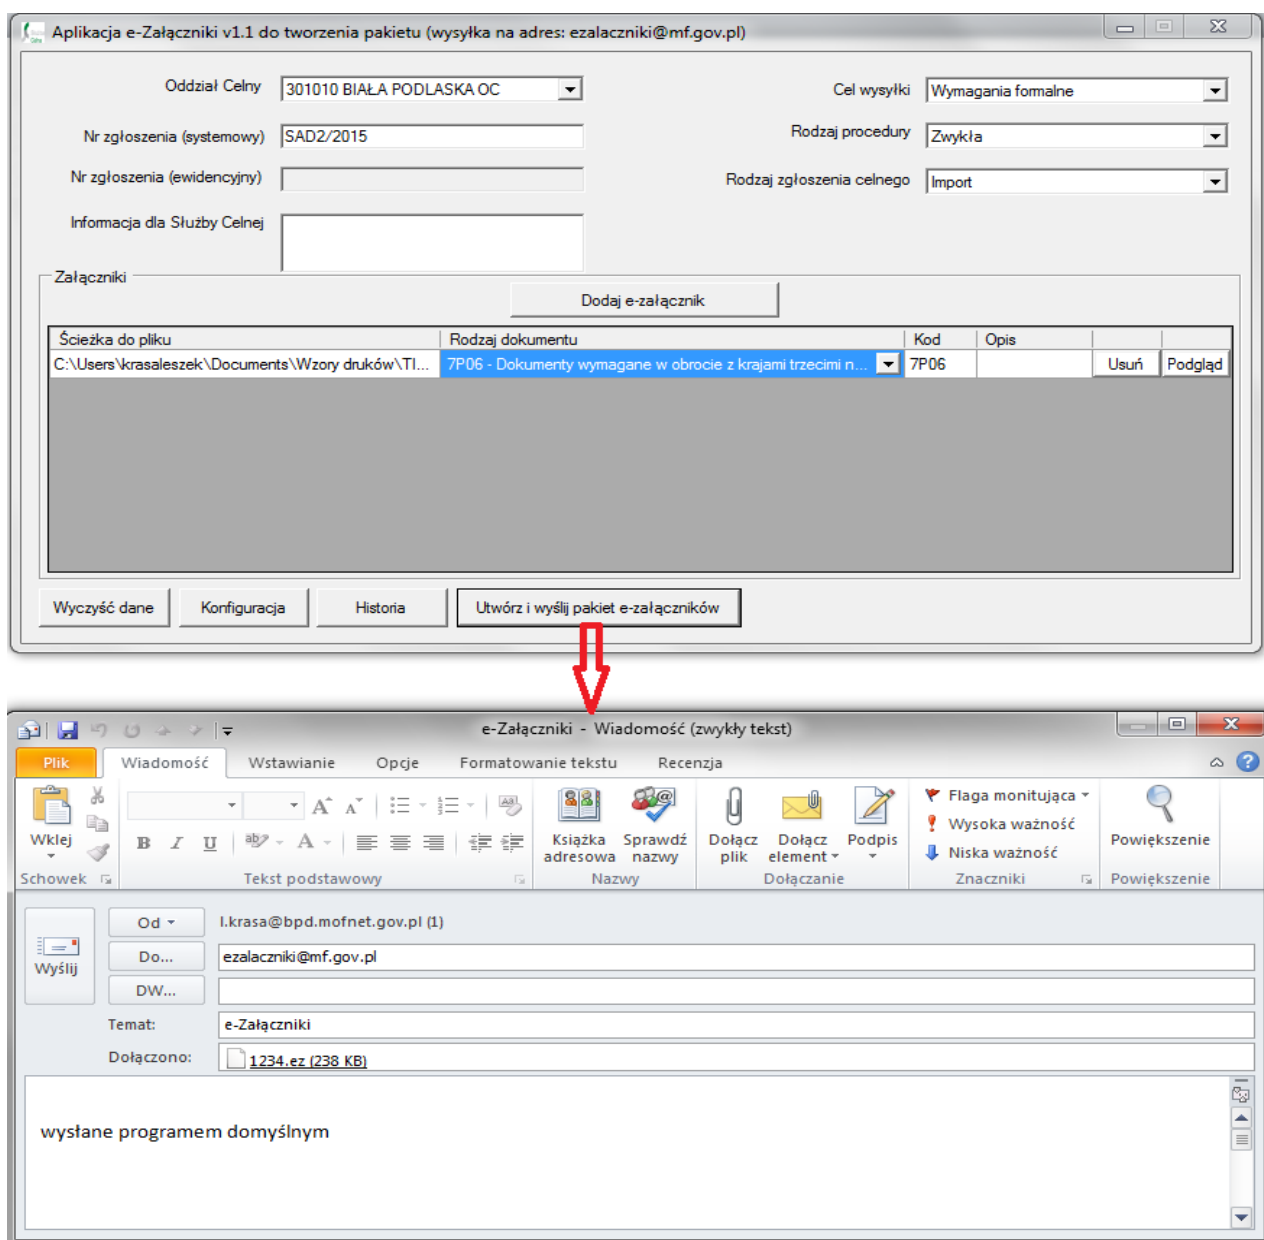 Aplikacja e-Załączniki v1.1 do tworzenia pakietu (wysyłka na adres: ezalaczniki@mf.gov.pl)
Oddział Celny 301010 BIAŁA PODLASKA OC Cel wysyłki Wymagania formalne
Nr zgłoszenia (systemowy) SAD2/2015 Rodzaj procedury Zwykła
Nr zgłoszenia (ewidencyjny) Rodzaj zgłoszenia celnego Import
Informacja dla Służby Celnej
Załączniki
Dodaj e-załącznik
Ścieżka do pliku Rodzaj dokumentu Kod Opis
C:\Users\krasaleszek\Documents\Wzory druków\TI... 7P06 - Dokumenty wymagane w obrocie z krajami trzecimi n... 7P06 Usuń Podgląd
Wyczyść dane Konfiguracja Historia Utwórz i wyślij pakiet e-załączników
e-Załączniki - Wiadomość (zwykły tekst)
Plik Wiadomość Wstawianie Opcje Formatowanie tekstu Recenzja
Wklej
B I U
Książka adresowa
Sprawdź nazwy
Dołącz plik
Dołącz element
Podpis
Flaga monitująca
Wysoka ważność
Niska ważność
Powiększenie
Schowek Tekst podstawowy Nazwy Dołączanie Znaczniki Powiększenie
Wyślij
Od l.krasa@bpd.mofnet.gov.pl (1)
Do... ezalaczniki@mf.gov.pl
DW...
Temat: e-Załączniki
Dołączono: 1234.ez (238 KB)
wysłane programem domyślnym